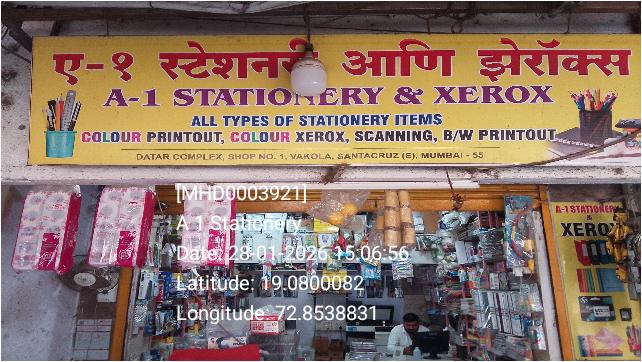 ए-१ स्टेशनरी आणि झेरॉक्स
A-1 STATIONERY & XEROX
ALL TYPES OF STATIONERY ITEMS
COLOUR PRINTOUT, COLOUR XEROX, SCANNING, B/W PRINTOUT
DATAR COMPLEX, SHOP NO. 1, VAKOLA, SANTACRUZ (E). MUMBAI - 55
[MHD0003921]
A 1 Stationery
Date: 28-01-2026 15:06:56
Latitude: 19.0800082
Longitude: 72.8538831
A-1 STATIONERY
XEROX